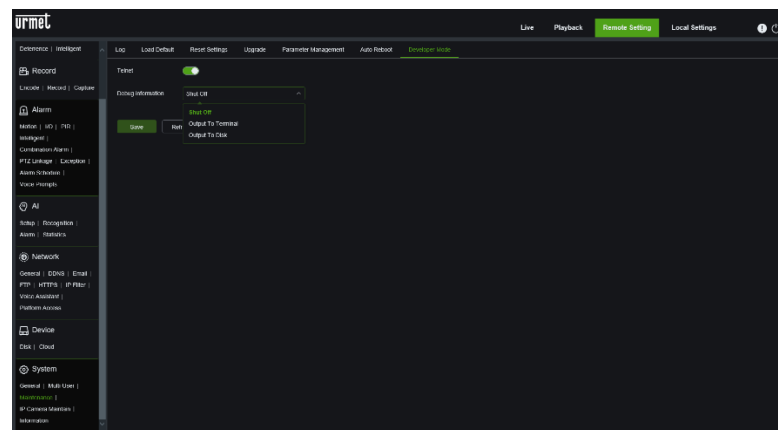 urmet
Live Playback Remote Setting Local Settings
Deterrence | Intelligent
Log Load Default Reset Settings Upgrade Parameter Management Auto Reboot Developer Mode
Record
Encode | Record | Capture
Telnet
Debug Information Shut Off
Shut Off
Output To Terminal
Output To Disk
Save Ref
Alarm
Motion | I/O | PIR |
Intelligent |
Combination Alarm |
PTZ Linkage | Exception |
Alarm Schedule |
Voice Prompts
AI
Setup | Recognition |
Alarm | Statistics
Network
General | DDNS | Email |
FTP | HTTPS | IP Filter |
Voice Assistant |
Platform Access
Device
Disk | Cloud
System
General | Multi-User |
Maintenance |
IP Camera Maintain |
Information